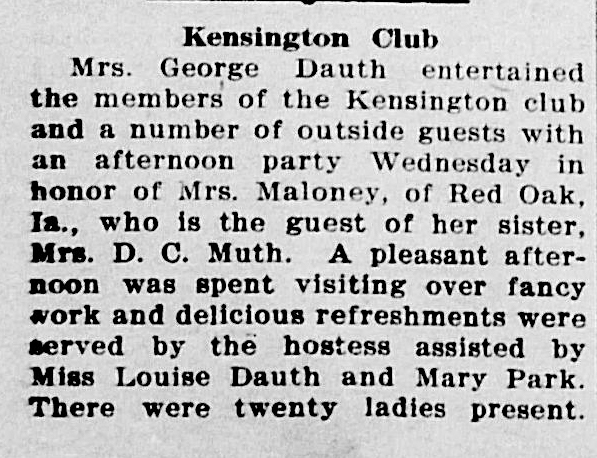 Kensington Club
Mrs. George Dauth entertained
the members of the Kensington club
and a number of outside guests with
an afternoon party Wednesday in
honor of Mrs. Maloney, of Red Oak,
Ia., who is the guest of her sister,
Mrs. D. C. Muth. A pleasant after-
noon was spent visiting over fancy
work and delicious refreshments were
served by the hostess assisted by
Miss Louise Dauth and Mary Park.
There were twenty ladies present.